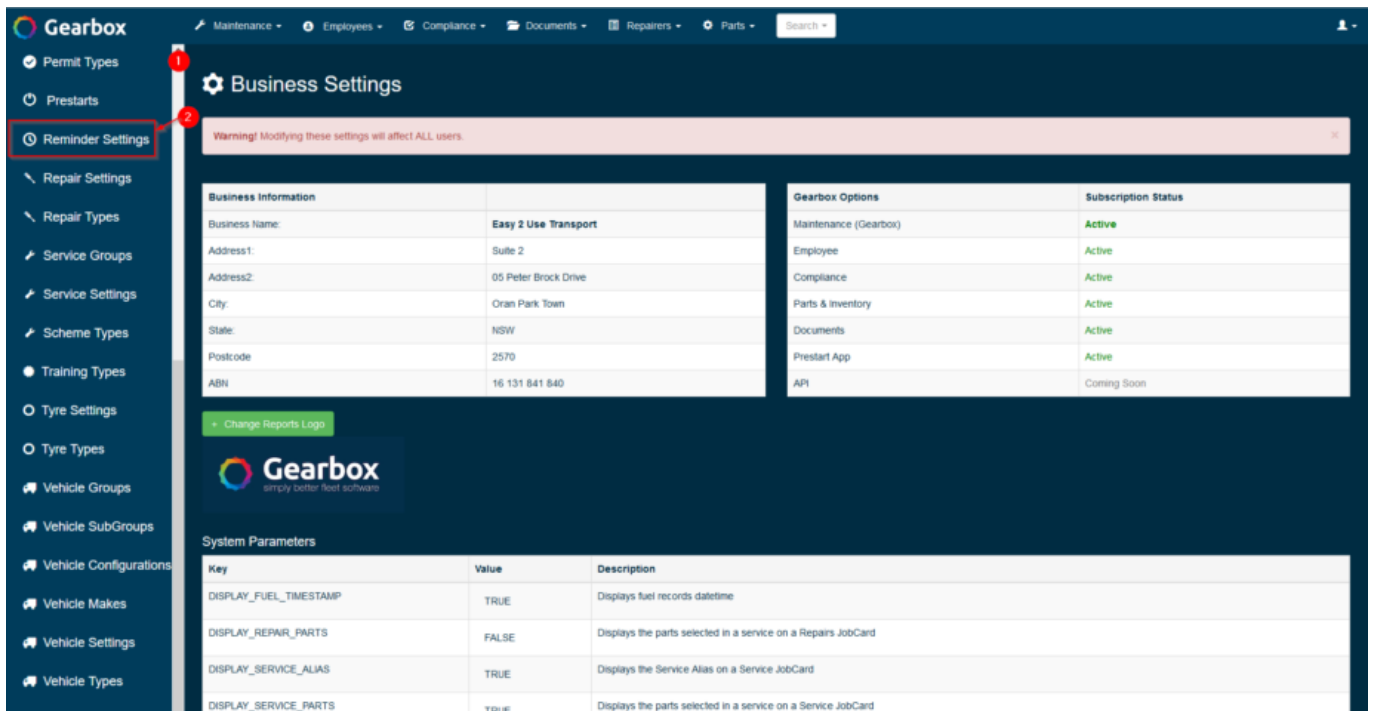 Gearbox
Maintenance
Employees
Compliance
Documents
Repairers
Parts
Search
Permit Types
1
Prestarts
2
Reminder Settings
Repair Settings
Repair Types
Service Groups
Service Settings
Scheme Types
Training Types
Tyre Settings
Tyre Types
Vehicle Groups
Vehicle SubGroups
Vehicle Configurations
Vehicle Makes
Vehicle Settings
Vehicle Types
Business Settings
Warning! Modifying these settings will affect ALL users. ×
Business Information
Business Name: Easy 2 Use Transport
Address1: Suite 2
Address2: 05 Peter Brock Drive
City: Oran Park Town
State: NSW
Postcode 2570
ABN 16 131 841 840
Gearbox Options Subscription Status
Maintenance (Gearbox) Active
Employee Active
Compliance Active
Parts & Inventory Active
Documents Active
Prestart App Active
API Coming Soon
+ Change Reports Logo
Gearbox
simply better fleet software
System Parameters
Key Value Description
DISPLAY_FUEL_TIMESTAMP TRUE Displays fuel records datetime
DISPLAY_REPAIR_PARTS FALSE Displays the parts selected in a service on a Repairs JobCard
DISPLAY_SERVICE_ALIAS TRUE Displays the Service Alias on a Service JobCard
DISPLAY_SERVICE_PARTS TRUE Displays the parts selected in a service on a Service JobCard